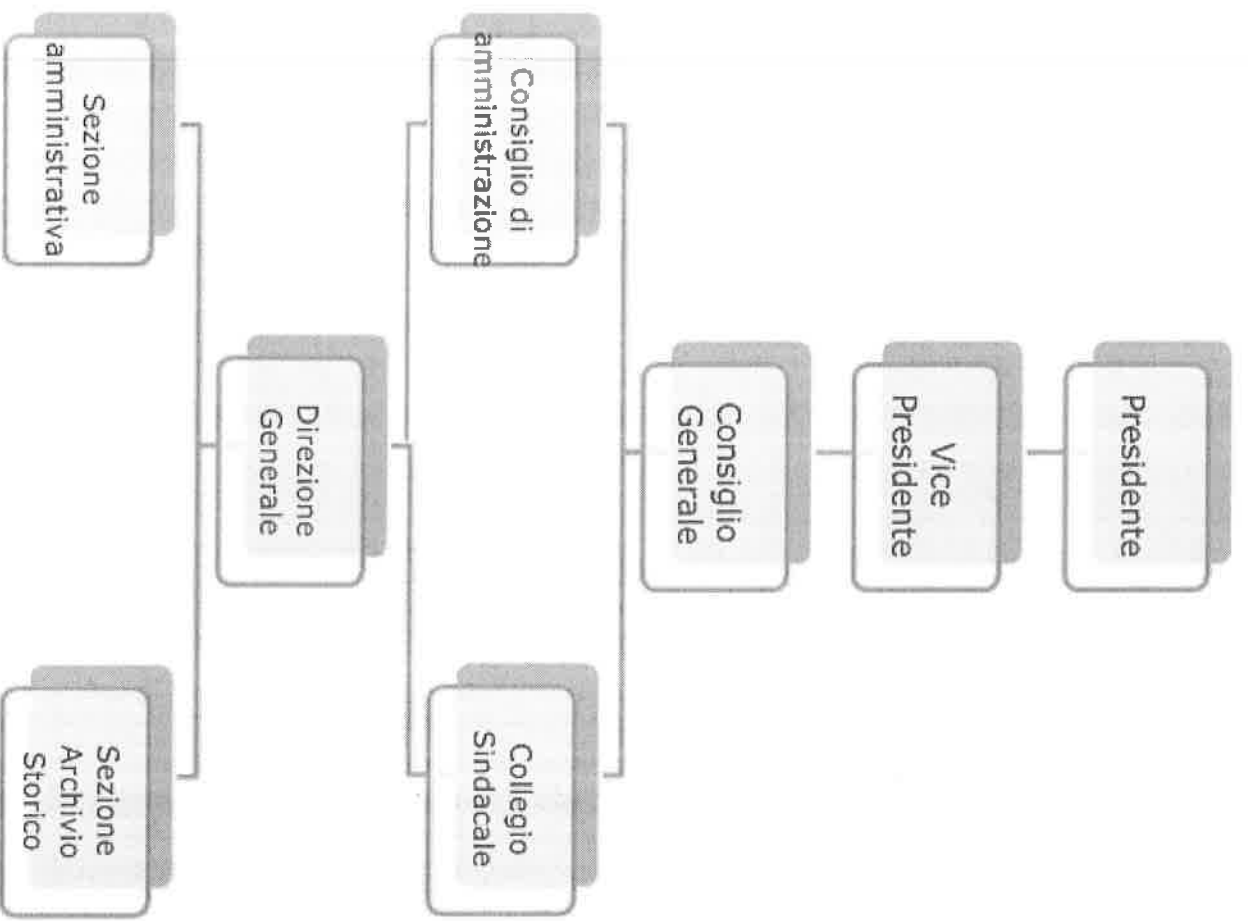 Presidente
Vice
Presidente
Consiglio
Generale
Consiglio di
amministrazione
Collegio
Sindacale
Direzione
Generale
Sezione
amministrativa
Sezione
Archivio
Storico